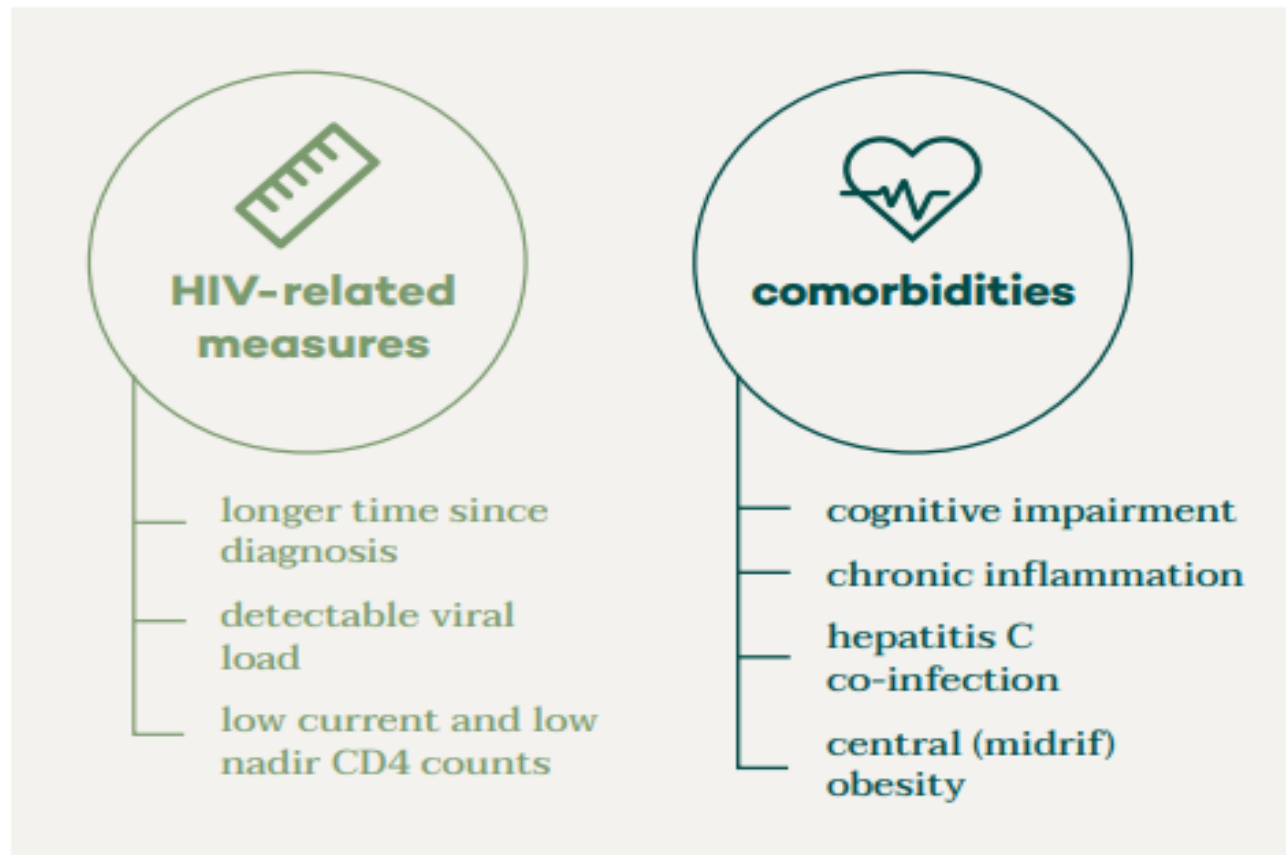 HIV-related
measures
longer time since
diagnosis
detectable viral
load
low current and low
nadir CD4 counts
comorbidities
cognitive impairment
chronic inflammation
hepatitis C
co-infection
central (midrif)
obesity